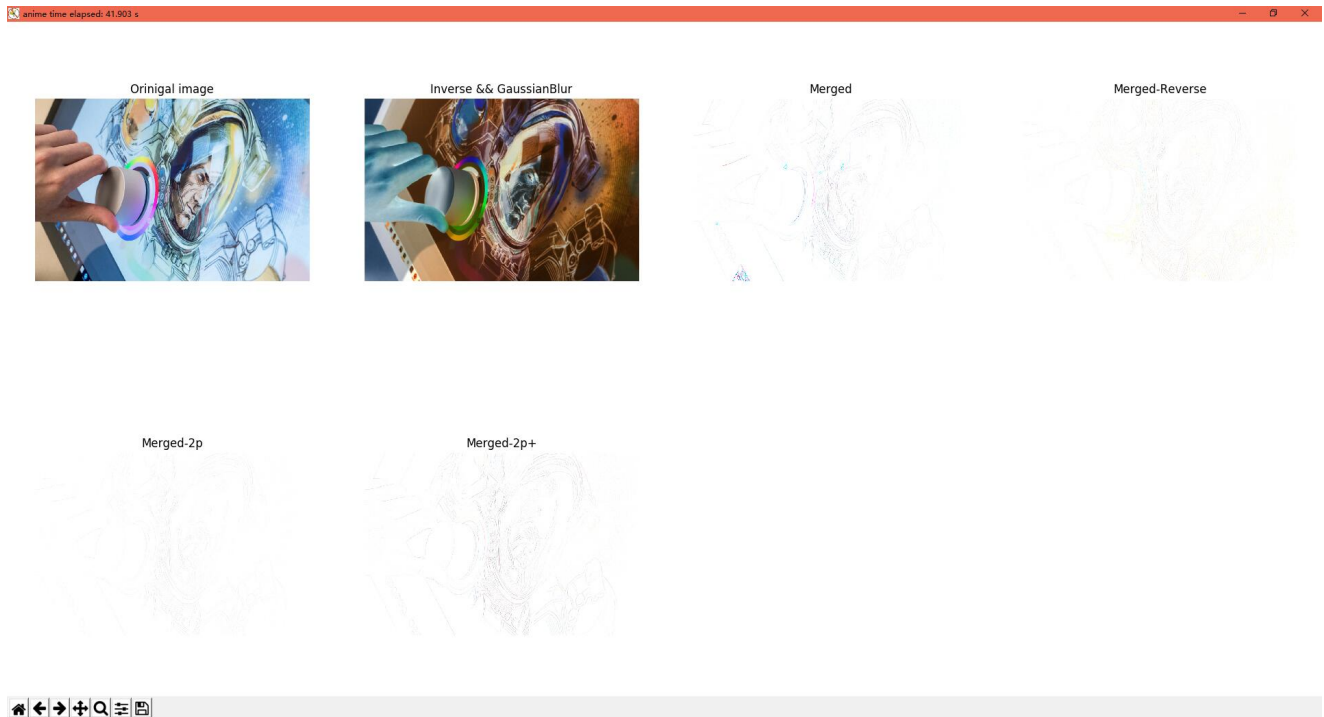 anime time elapsed: 41.903 s
Orinigal image
Inverse && GaussianBlur
Merged
Merged-Reverse
Merged-2p
Merged-2p+